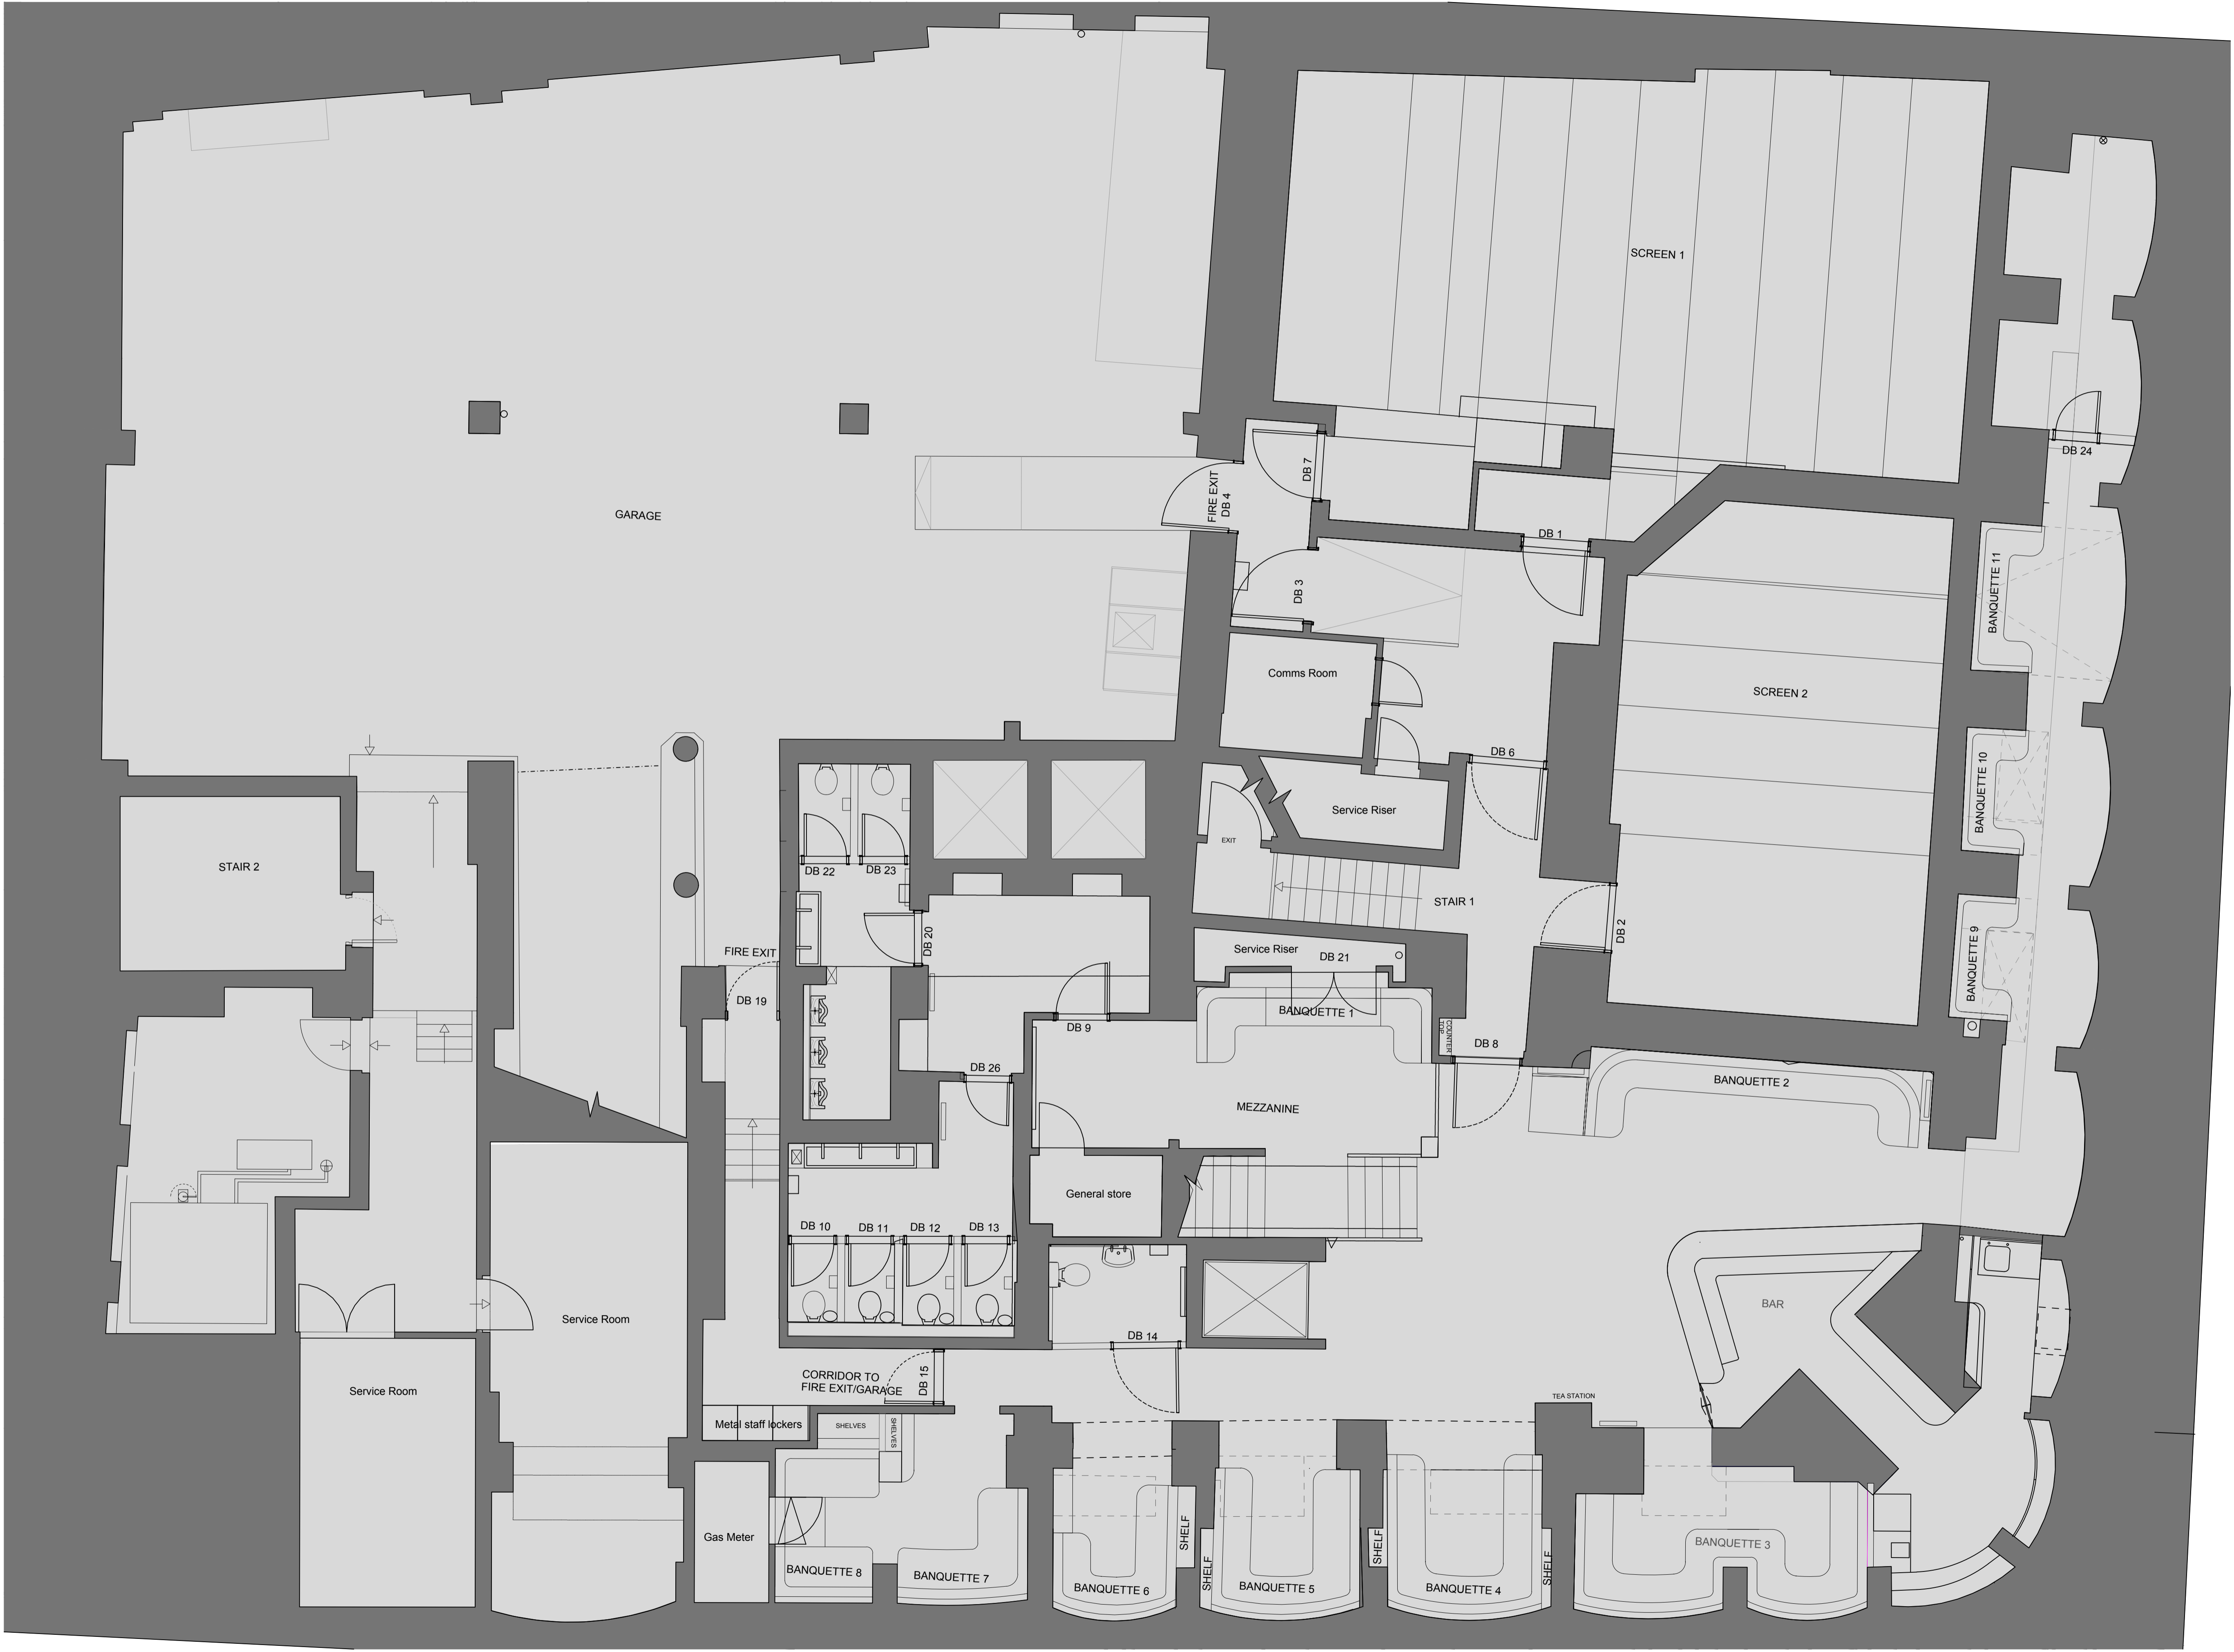 SCREEN 1
DB 24
DB 7
FIRE EXIT
DB 4
GARAGE
DB 1
BANQUETTE 11
DB 3
Comms Room
SCREEN 2
DB 6
BANQUETTE 10
Service Riser
EXIT
STAIR 2
DB 22
DB 23
STAIR 1
DB 2
DB 20
FIRE EXIT
Service Riser
DB 21
BANQUETTE 9
DB 19
BANQUETTE 1
DB 9
COUNTER
TOP
DB 8
DB 26
BANQUETTE 2
MEZZANINE
General store
DB 10
DB 11
DB 12
DB 13
BAR
Service Room
DB 14
CORRIDOR TO
FIRE EXIT/GARAGE
DB 15
Service Room
TEA STATION
Metal staff lockers
SHELVES
SHELVES
Gas Meter
SHELF
SHELF
SHELF
SHELF
BANQUETTE 3
BANQUETTE 8
BANQUETTE 7
BANQUETTE 6
BANQUETTE 5
BANQUETTE 4